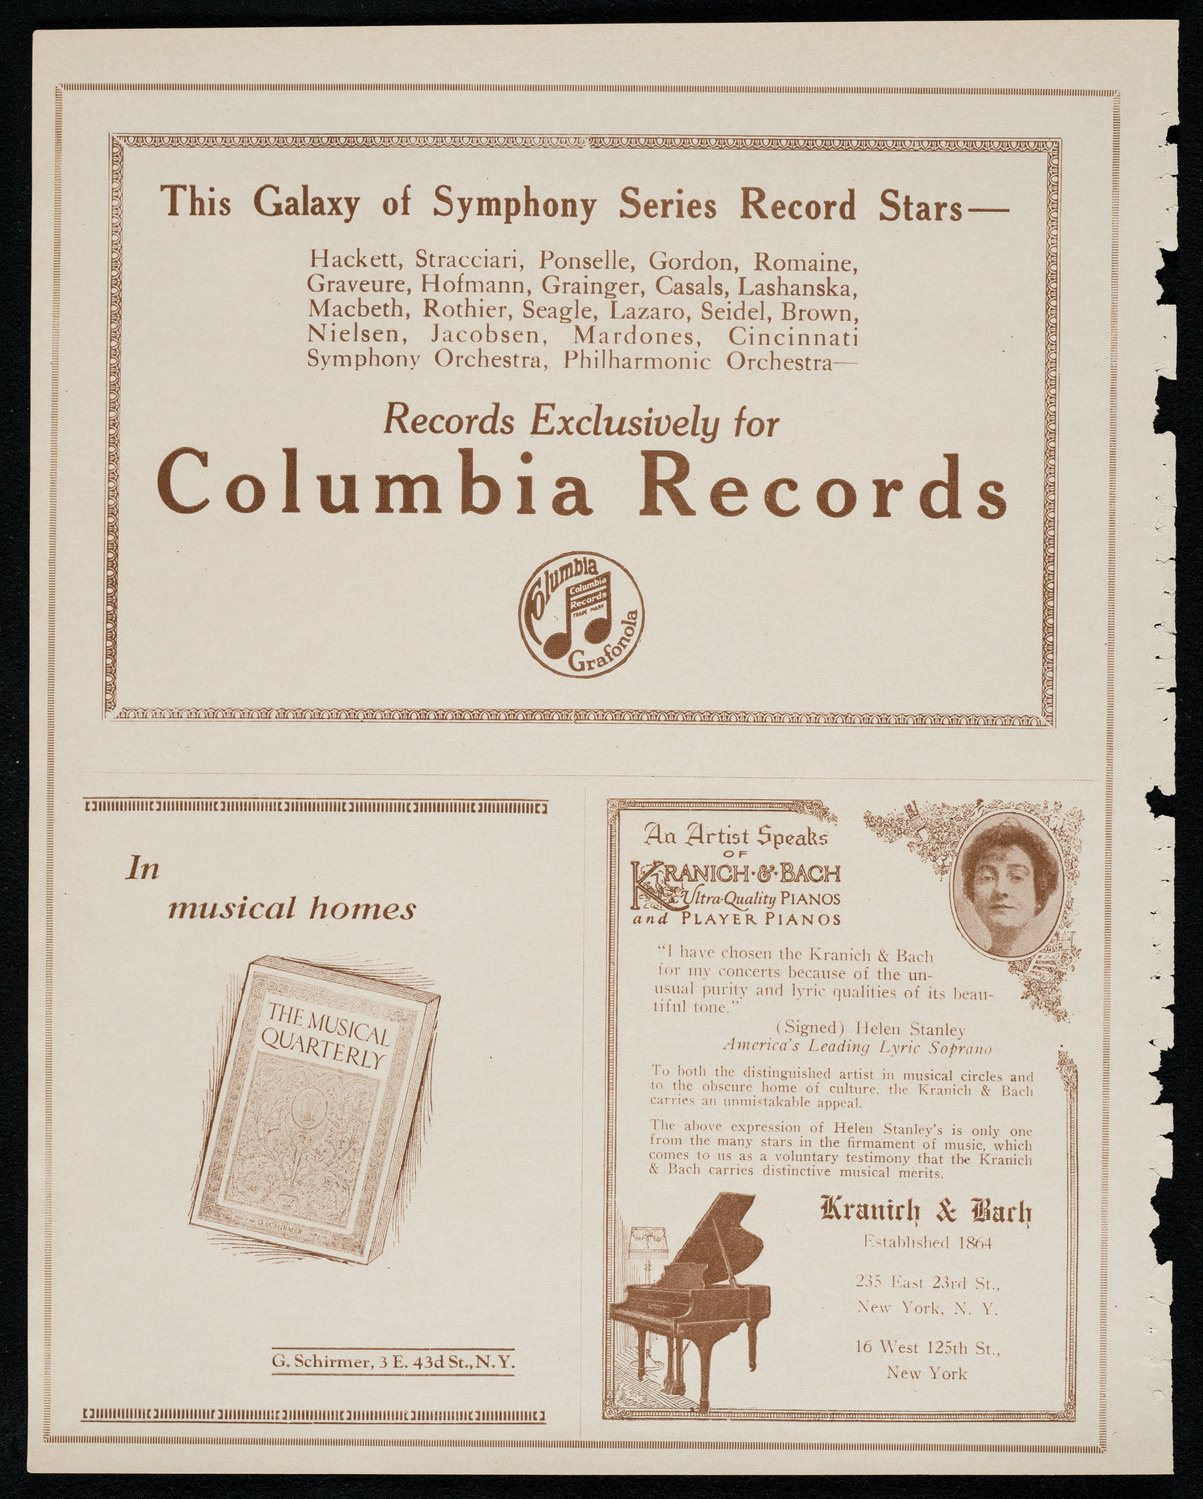 This Galaxy of Symphony Series Record Stars—
Hackett, Stracciari, Ponselle, Gordon, Romaine,
Graveure, Hofmann, Grainger, Casals, Lashanska,
Macbeth, Rothier, Seagle, Lazaro, Seidel, Brown,
Nielsen, Jacobsen, Mardones, Cincinnati
Symphony Orchestra, Philharmonic Orchestra—
Records Exclusively for
Columbia Records
Columbia
Columbia
Records
TRADE MARK
Grafonola
In
musical homes
THE MUSICAL
QUARTERLY
G. SCHIRMER
G. Schirmer, 3 E. 43d St., N. Y.
An Artist Speaks
OF
KRANICH·&·BACH
Ultra-Quality PIANOS
and PLAYER PIANOS
"I have chosen the Kranich & Bach
for my concerts because of the un-
usual purity and lyric qualities of its beau-
tiful tone."
(Signed) Helen Stanley
America's Leading Lyric Soprano
To both the distinguished artist in musical circles and
to the obscure home of culture, the Kranich & Bach
carries an unmistakable appeal.
The above expression of Helen Stanley's is only one
from the many stars in the firmament of music, which
comes to us as a voluntary testimony that the Kranich
& Bach carries distinctive musical merits.
Kranich & Bach
Established 1864
235 East 23rd St.,
New York, N. Y.
16 West 125th St.,
New York